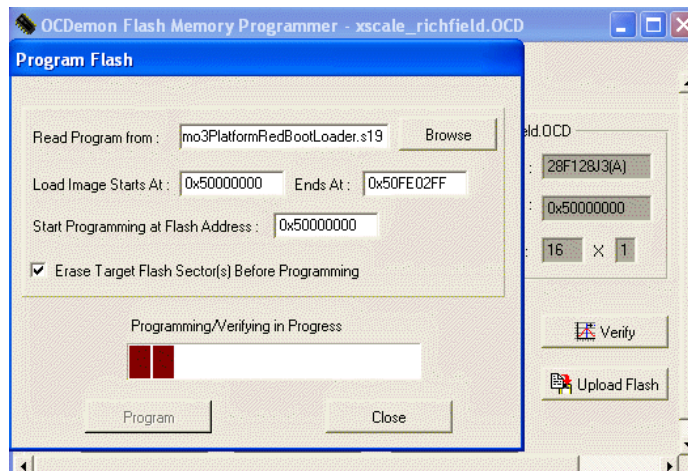 OCDemon Flash Memory Programmer - xscale_richfield.OCD
Program Flash
Read Program from : mo3PlatformRedBootLoader.s19 Browse
Load Image Starts At : 0x50000000 Ends At : 0x50FE02FF
Start Programming at Flash Address : 0x50000000
Erase Target Flash Sector(s) Before Programming
Programming/Verifying in Progress
Program Close
ld.OCD
: 28F128J3(A)
: 0x50000000
: 16 X 1
Verify
Upload Flash